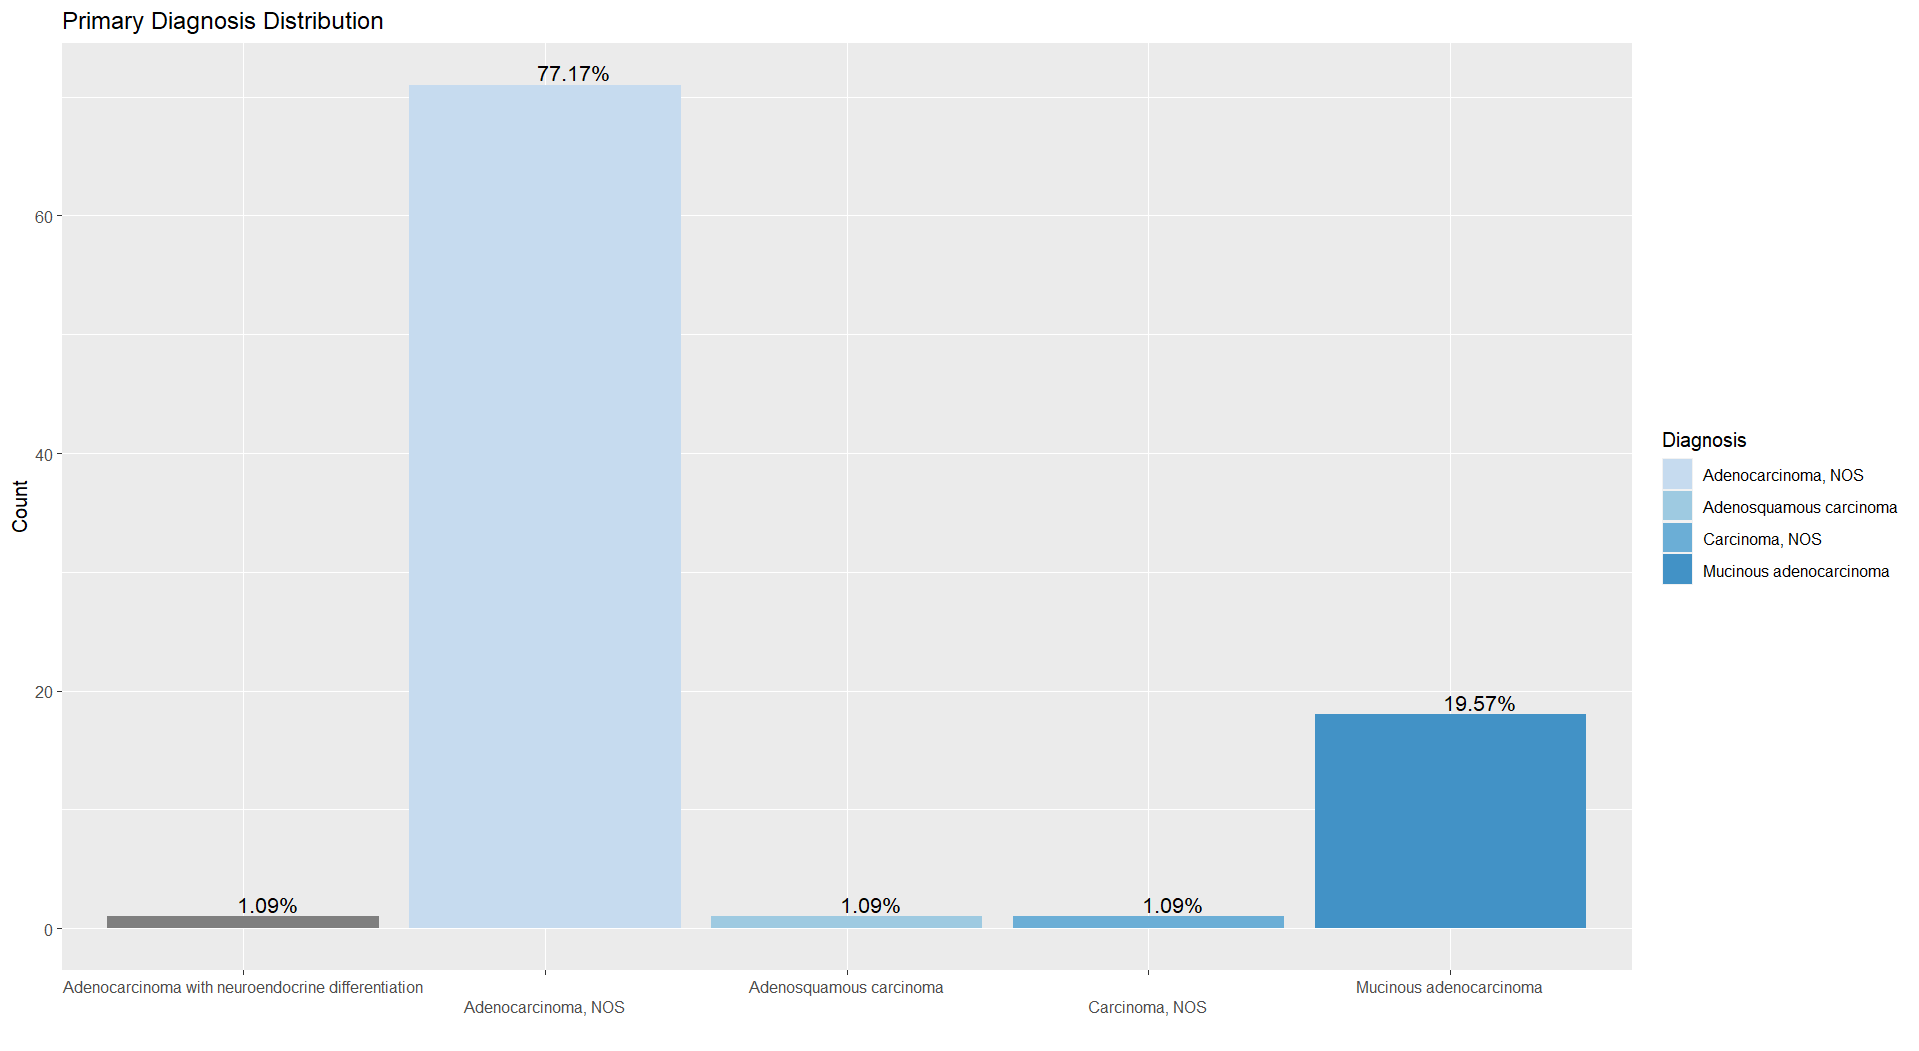 Primary Diagnosis Distribution
77.17%
60
40
Count
20
0
1.09%
1.09%
1.09%
19.57%
Adenocarcinoma with neuroendocrine differentiation
Adenocarcinoma, NOS
Adenosquamous carcinoma
Carcinoma, NOS
Mucinous adenocarcinoma
Diagnosis
Adenocarcinoma, NOS
Adenosquamous carcinoma
Carcinoma, NOS
Mucinous adenocarcinoma